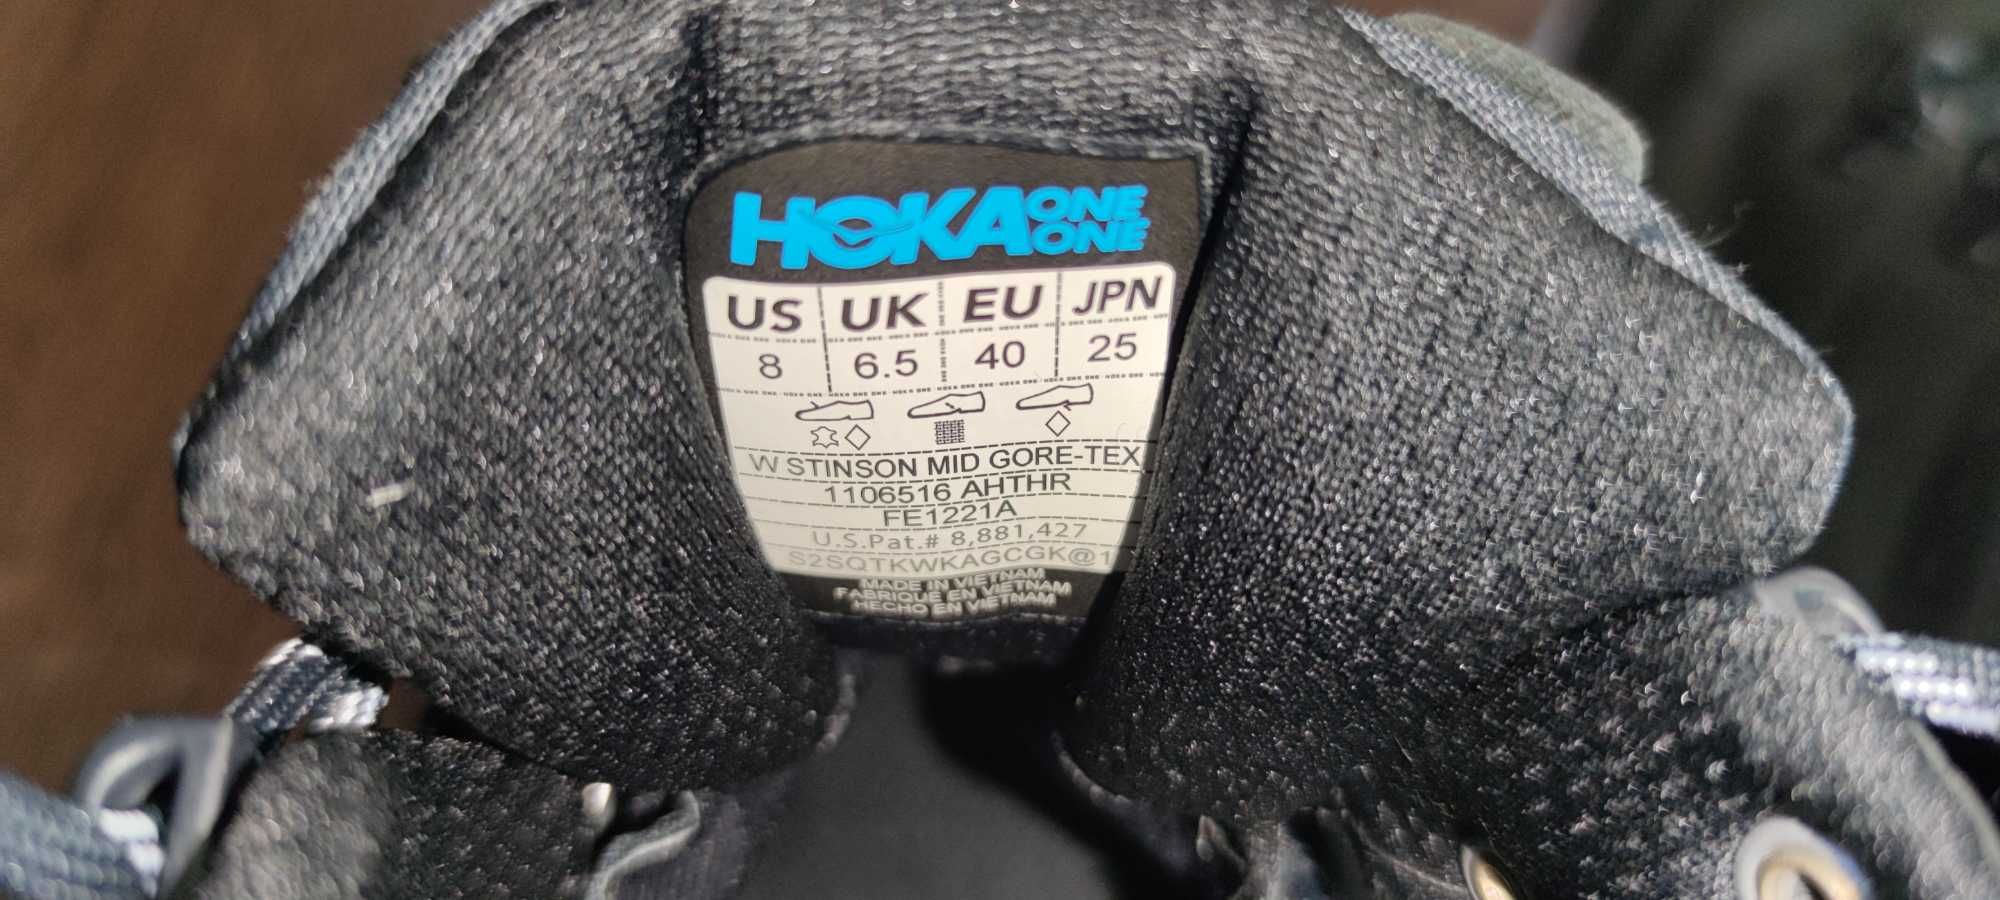 HOKA ONE ONE
US UK EU JPN
8 6.5 40 25
W STINSON MID GORE-TEX
1106516 AHTHR
FE1221A
U.S.Pat.# 8,881,427
S2SQTKWKAGCGK@1
MADE IN VIETNAM
FABRIQUÉ EN VIETNAM
HECHO EN VIETNAM